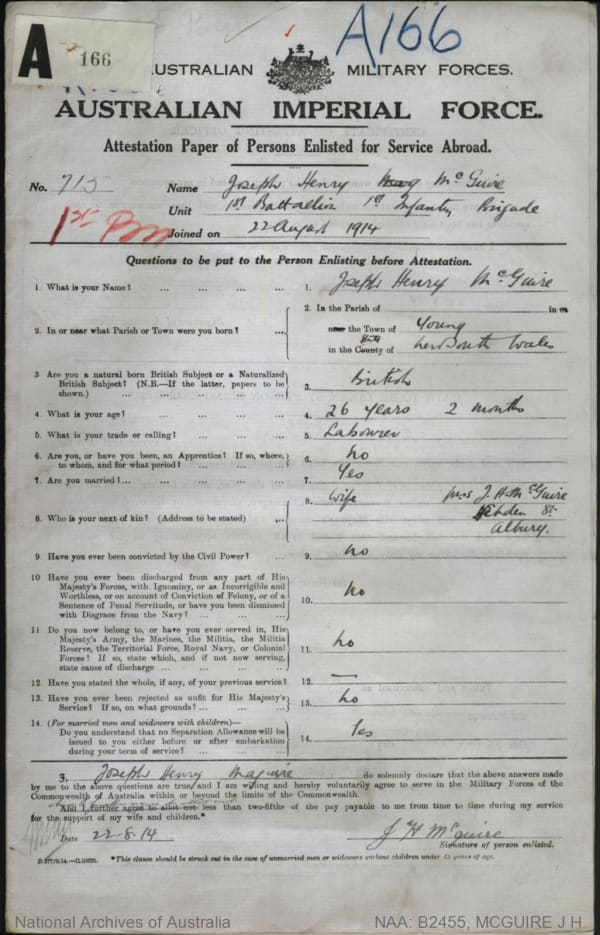 A 166
A166
AUSTRALIAN MILITARY FORCES.
AUSTRALIAN IMPERIAL FORCE.
Attestation Paper of Persons Enlisted for Service Abroad.
No. 715 Name Joseph Henry McGuire
Unit 1st Battalion 1st Infantry Brigade
1st Bn Joined on 22 August 1914
Questions to be put to the Person Enlisting before Attestation.
1. What is your Name? ... ... ... ... 1. Joseph Henry McGuire
2. In or near what Parish or Town were you born? ... 2. In the Parish of in
near the Town of Young
in the County of State New South Wales
3. Are you a natural born British Subject or a Naturalized
British Subject? (N.B.—If the latter, papers to be
shown.) ... ... ... ... 3. British
4. What is your age? ... ... ... ... 4. 26 years 2 months
5. What is your trade or calling? ... ... ... 5. Labourer
6. Are you, or have you been, an Apprentice? If so, where,
to whom, and for what period? ... ... ... 6. no
7. Are you married? ... ... ... ... 7. Yes
8. Who is your next of kin? (Address to be stated) ... 8. Wife Mrs J. H. McGuire
Ebden St
Albury.
9. Have you ever been convicted by the Civil Power? ... 9. no
10. Have you ever been discharged from any part of His
Majesty's Forces, with Ignominy, or as Incorrigible and
Worthless, or on account of Conviction of Felony, or of a
Sentence of Penal Servitude, or have you been dismissed
with Disgrace from the Navy? ... ... ... 10. no
11. Do you now belong to, or have you ever served in, His
Majesty's Army, the Marines, the Militia, the Militia
Reserve, the Territorial Force, Royal Navy, or Colonial
Forces? If so, state which, and if not now serving,
state cause of discharge ... ... ... ... 11. no
12. Have you stated the whole, if any, of your previous service? 12. —
13. Have you ever been rejected as unfit for His Majesty's
Service? If so, on what grounds? ... ... ... 13. no
14. (For married men and widowers with children)—
Do you understand that no Separation Allowance will be
issued to you either before or after embarkation
during your term of service? ... ... ... 14. Yes
I, Joseph Henry Maguire do solemnly declare that the above answers made
by me to the above questions are true, and I am willing and hereby voluntarily agree to serve in the Military Forces of the
Commonwealth of Australia within or beyond the limits of the Commonwealth.
*And I further agree to allot not less than two-fifths of the pay payable to me from time to time during my service
for the support of my wife and children.*
Date 22-8-14 J H McGuire
Signature of person enlisted.
*This clause should be struck out in the case of unmarried men or widowers without children under 18 years of age.
National Archives of Australia NAA: B2455, MCGUIRE J H